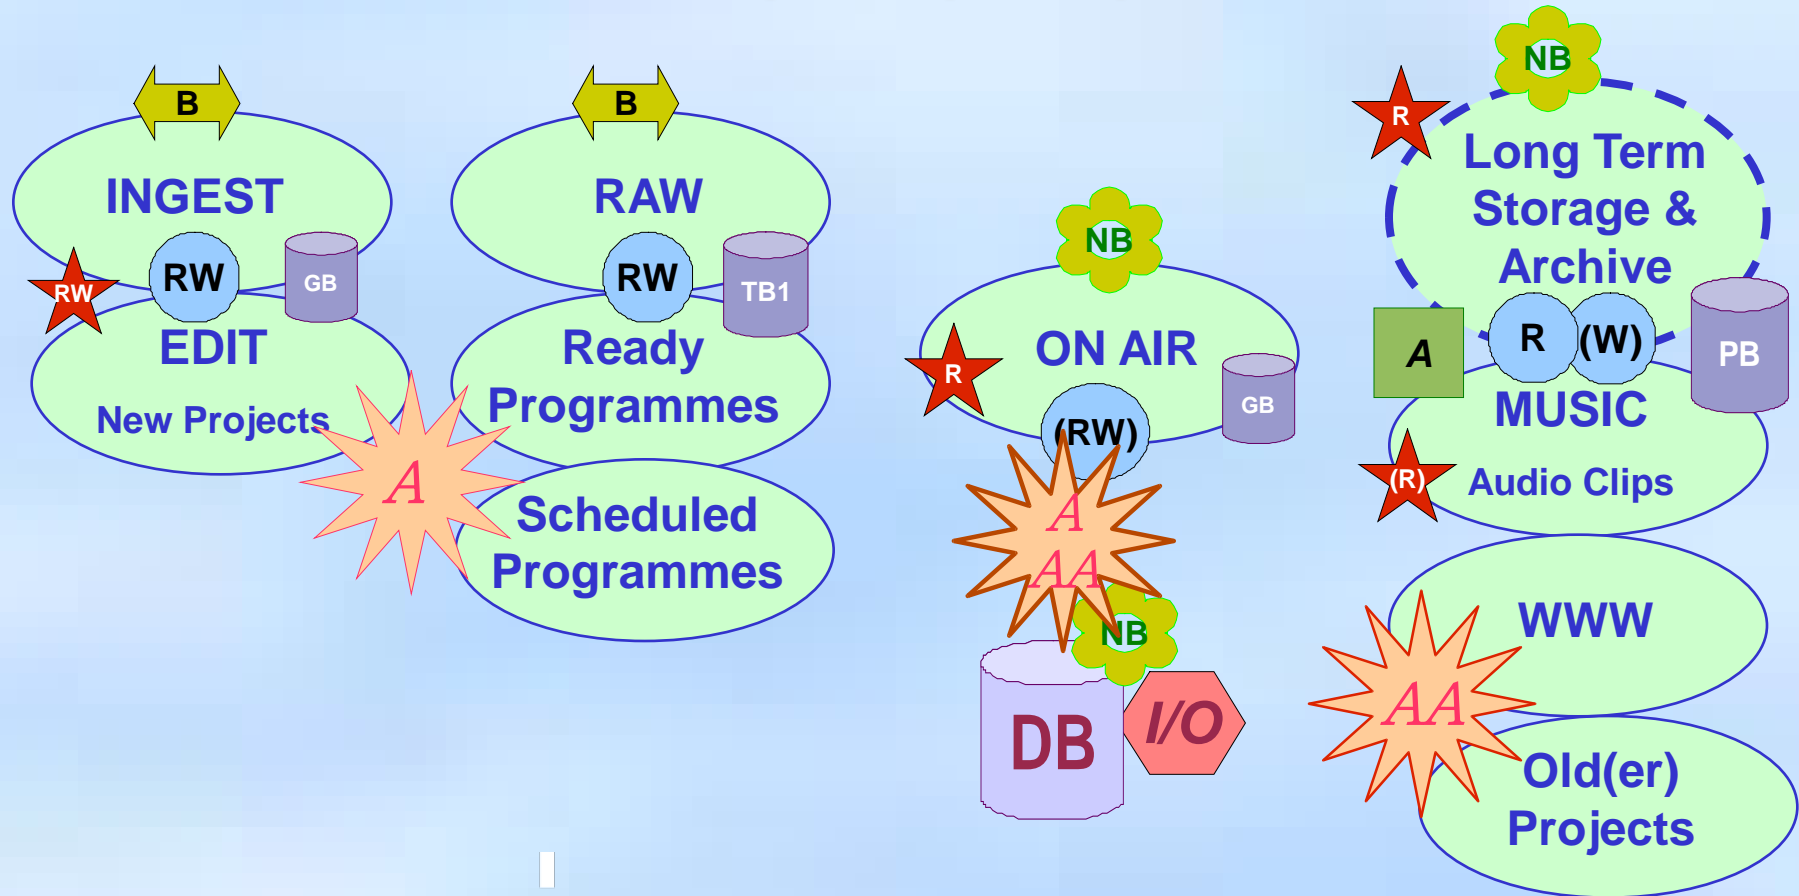 B
INGEST
RW
RW
GB
EDIT
New Projects
A
B
RAW
RW
TB1
Ready
Programmes
Scheduled
Programmes
NB
ON AIR
R
GB
(RW)
A
AA
NB
DB
I/O
NB
R
Long Term
Storage &
Archive
A
R
(W)
PB
MUSIC
(R)
Audio Clips
WWW
AA
Old(er)
Projects